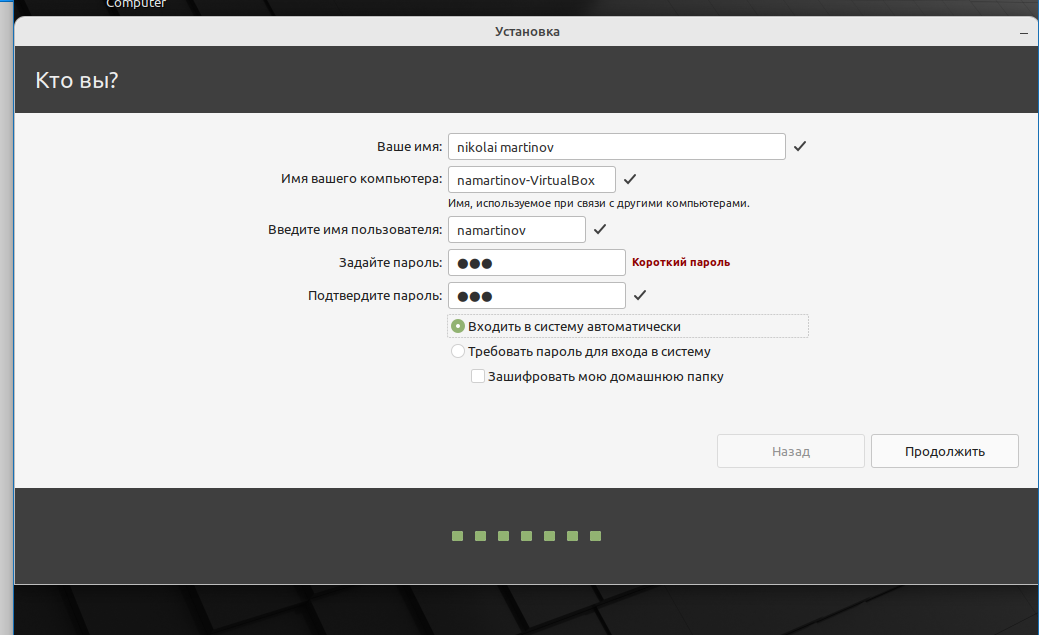 Computer
Установка
Кто вы?
Ваше имя: nikolai martinov
Имя вашего компьютера: namartinov-VirtualBox
Имя, используемое при связи с другими компьютерами.
Введите имя пользователя: namartinov
Задайте пароль: ●●● Короткий пароль
Подтвердите пароль: ●●●
Входить в систему автоматически
Требовать пароль для входа в систему
Зашифровать мою домашнюю папку
Назад Продолжить